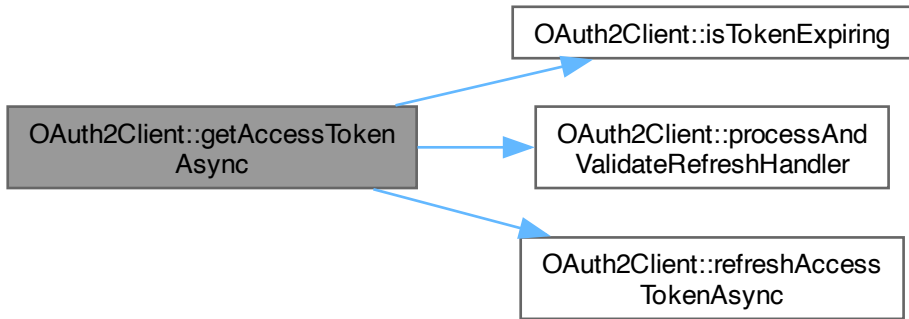 OAuth2Client::isTokenExpiring
OAuth2Client::getAccessToken
Async
OAuth2Client::processAnd
ValidateRefreshHandler
OAuth2Client::refreshAccess
TokenAsync